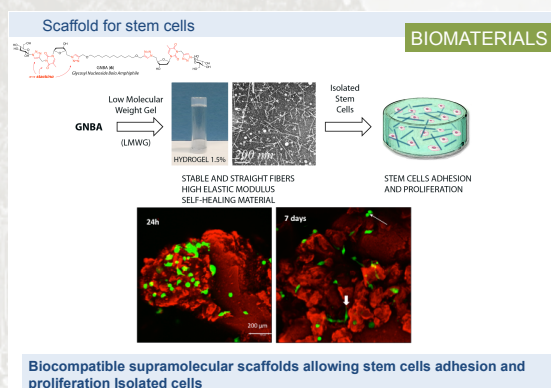 Scaffold for stem cells
BIOMATERIALS
GNBA (6)
Glycosyl Nucleoside Bola Amphiphile
Low Molecular
Weight Gel
GNBA
(LMWG)
HYDROGEL 1.5%
200 nm
Isolated
Stem
Cells
STABLE AND STRAIGHT FIBERS
HIGH ELASTIC MODULUS
SELF-HEALING MATERIAL
STEM CELLS ADHESION
AND PROLIFERATION
24h
200 µm
7 days
Biocompatible supramolecular scaffolds allowing stem cells adhesion and
proliferation Isolated cells